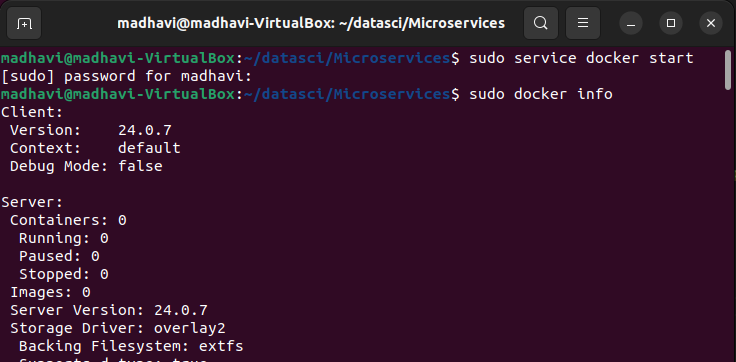 madhavi@madhavi-VirtualBox: ~/datasci/Microservices
madhavi@madhavi-VirtualBox:~/datasci/Microservices$ sudo service docker start
[sudo] password for madhavi:
madhavi@madhavi-VirtualBox:~/datasci/Microservices$ sudo docker info
Client:
 Version:    24.0.7
 Context:    default
 Debug Mode: false

Server:
 Containers: 0
  Running: 0
  Paused: 0
  Stopped: 0
 Images: 0
 Server Version: 24.0.7
 Storage Driver: overlay2
  Backing Filesystem: extfs
  Supports d_type: true